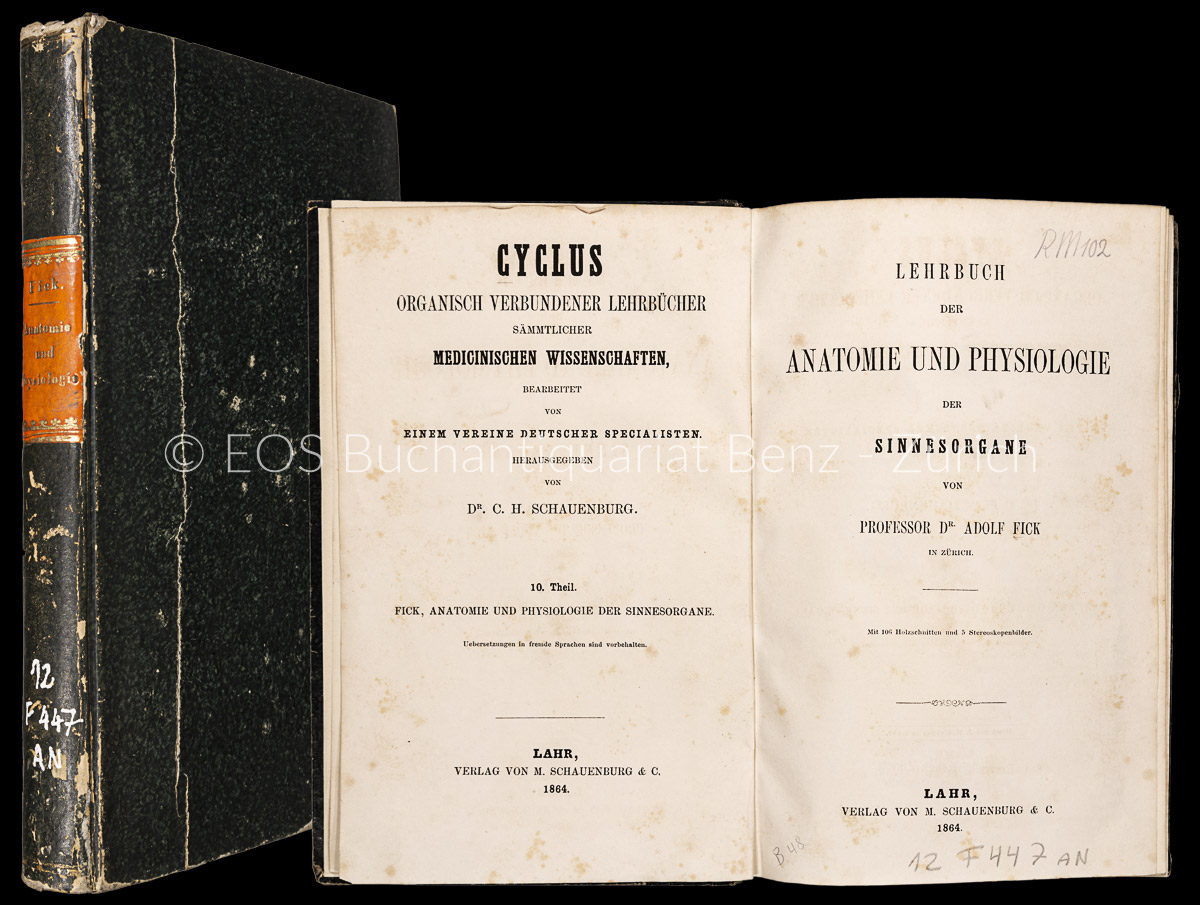 Fick.
Anatomie
und
Physiologie
12
F447
AN
CYCLUS
ORGANISCH VERBUNDENER LEHRBÜCHER
SÄMMTLICHER
MEDICINISCHEN WISSENSCHAFTEN,
BEARBEITET
VON
EINEM VEREINE DEUTSCHER SPECIALISTEN.
HERAUSGEGEBEN
VON
DR. C. H. SCHAUENBURG.
10. Theil.
FICK, ANATOMIE UND PHYSIOLOGIE DER SINNESORGANE.
Uebersetzungen in fremde Sprachen sind vorbehalten.
LAHR,
VERLAG VON M. SCHAUENBURG & C.
1864.
RM102
LEHRBUCH
DER
ANATOMIE UND PHYSIOLOGIE
DER
SINNESORGANE
VON
PROFESSOR DR. ADOLF FICK
IN ZÜRICH.
Mit 106 Holzschnitten und 5 Stereoskopenbilder.
LAHR,
VERLAG VON M. SCHAUENBURG & C.
1864.
B48
12 F447 AN
© EOS Buchantiquariat Benz - Zürich